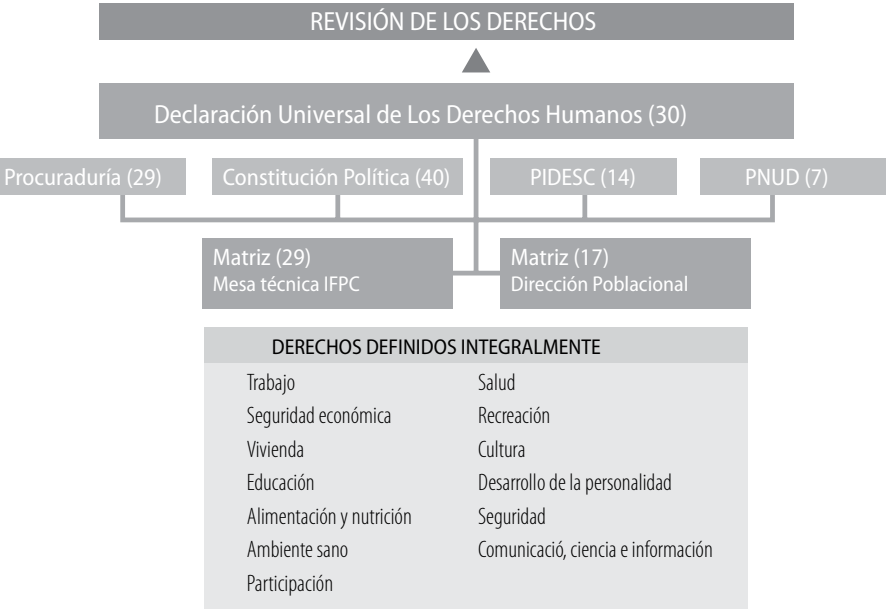 REVISIÓN DE LOS DERECHOS
Declaración Universal de Los Derechos Humanos (30)
Procuraduría (29)
Constitución Política (40)
PIDESC (14)
PNUD (7)
Matriz (29)
Mesa técnica IFPC
Matriz (17)
Dirección Poblacional
DERECHOS DEFINIDOS INTEGRALMENTE
Trabajo
Seguridad económica
Vivienda
Educación
Alimentación y nutrición
Ambiente sano
Participación
Salud
Recreación
Cultura
Desarrollo de la personalidad
Seguridad
Comunicació, ciencia e información